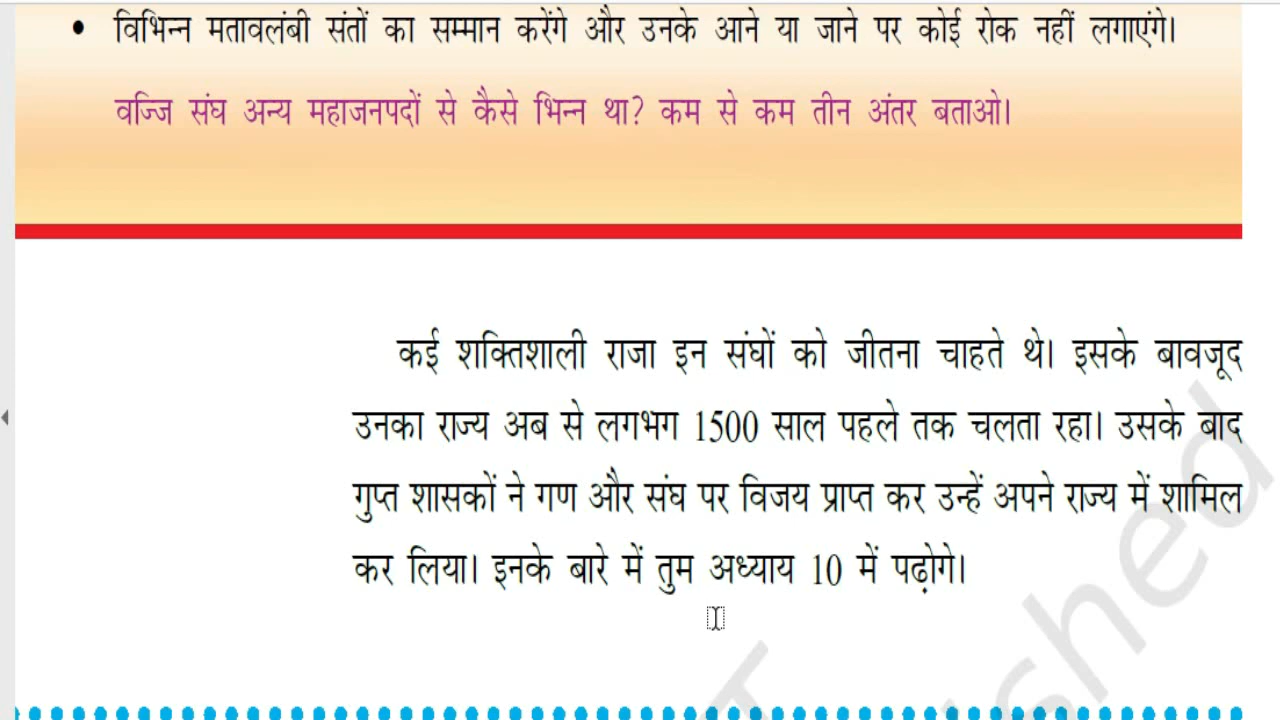 • विभिन्न मतावलंबी संतों का सम्मान करेंगे और उनके आने या जाने पर कोई रोक नहीं लगाएंगे।
वज्जि संघ अन्य महाजनपदों से कैसे भिन्न था? कम से कम तीन अंतर बताओ।
कई शक्तिशाली राजा इन संघों को जीतना चाहते थे। इसके बावजूद
उनका राज्य अब से लगभग 1500 साल पहले तक चलता रहा। उसके बाद
गुप्त शासकों ने गण और संघ पर विजय प्राप्त कर उन्हें अपने राज्य में शामिल
कर लिया। इनके बारे में तुम अध्याय 10 में पढ़ोगे।